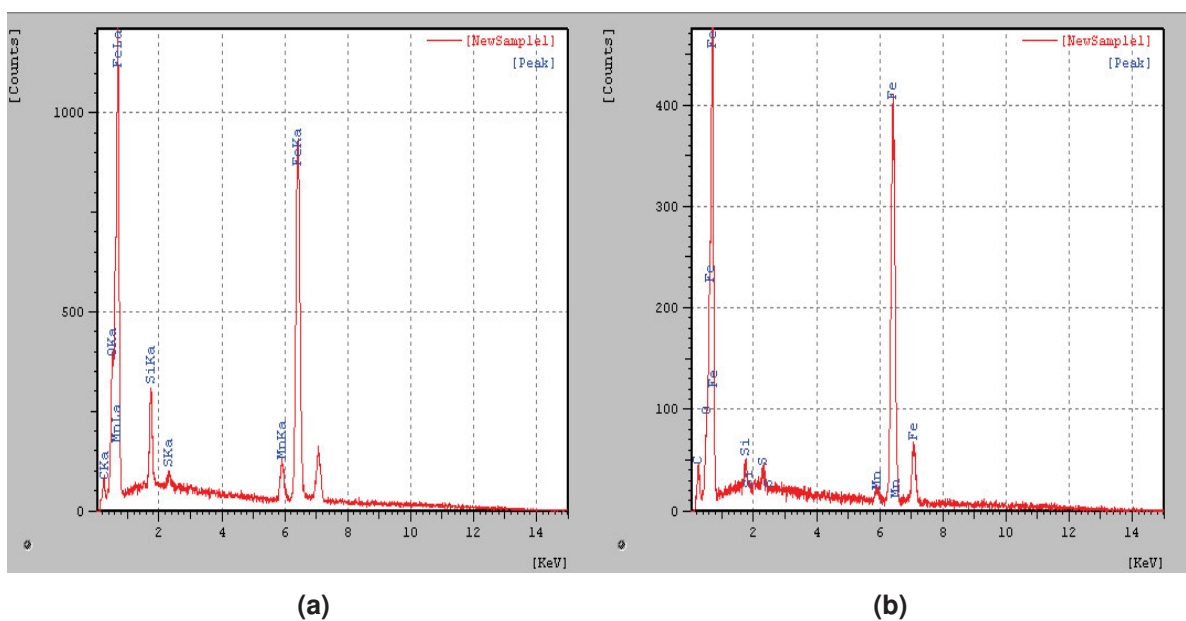 [Counts]
[NewSample1]
[Peak]
FeLa
1000
FeKa
500
OKa
SiKa
MnLa
CKa
SKa
MnKa
0
2
4
6
8
10
12
14
[KeV]
(a)
[Counts]
[NewSample1]
[Peak]
Fe
400
Fe
300
Fe
200
Fe
100
O
Fe
C
Si
Si
S
S
Mn
Mn
0
2
4
6
8
10
12
14
[KeV]
(b)